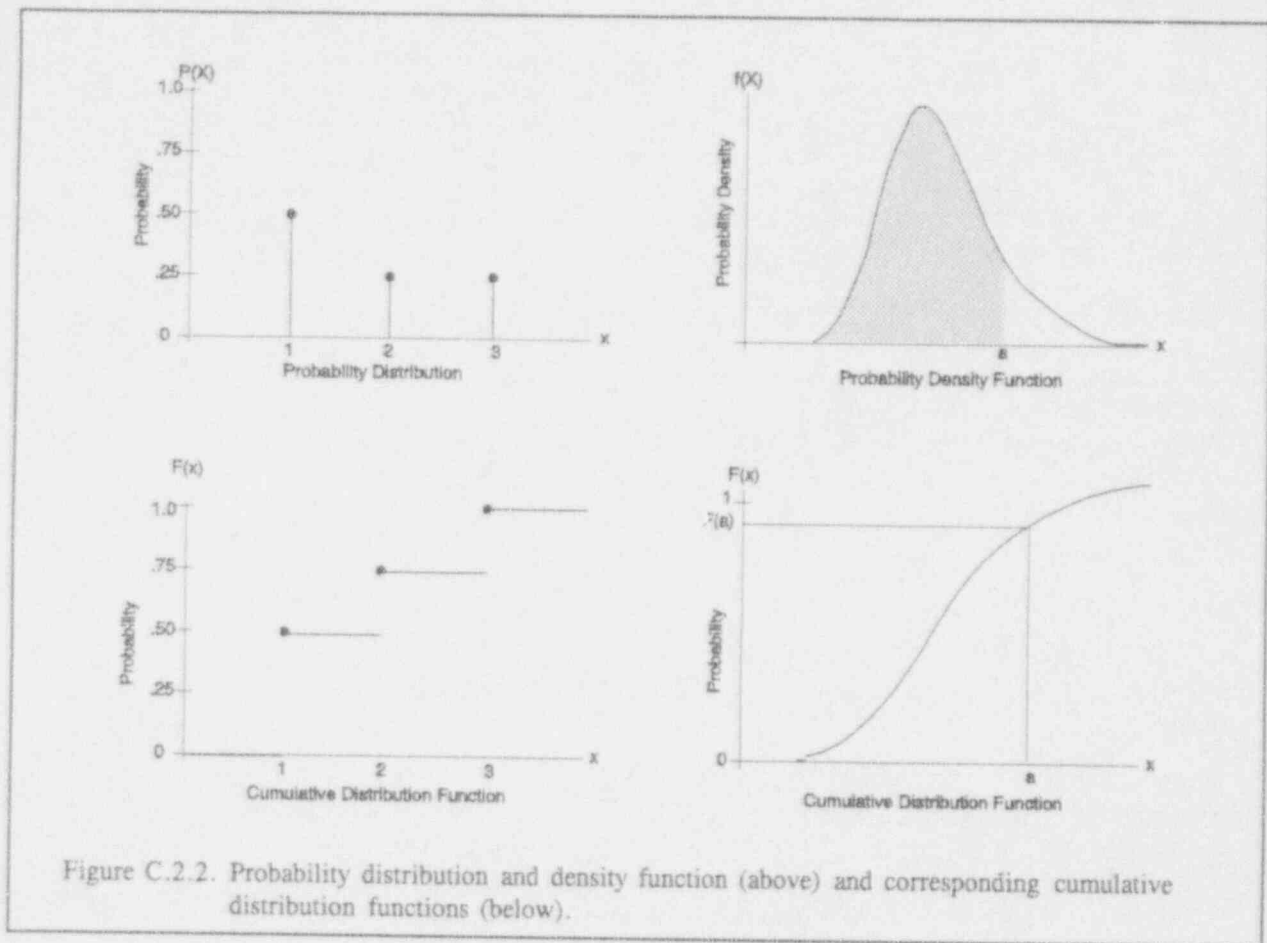 P(X)
1.0
.75
.50
.25
0
Probability
1 2 3 x
Probability Distribution
f(X)
Probability Density
a x
Probability Density Function
F(x)
1.0
.75
.50
.25
0
Probability
1 2 3 x
Cumulative Distribution Function
F(x)
1
F(a)
0
Probability
a x
Cumulative Distribution Function
Figure C.2.2. Probability distribution and density function (above) and corresponding cumulative
distribution functions (below).